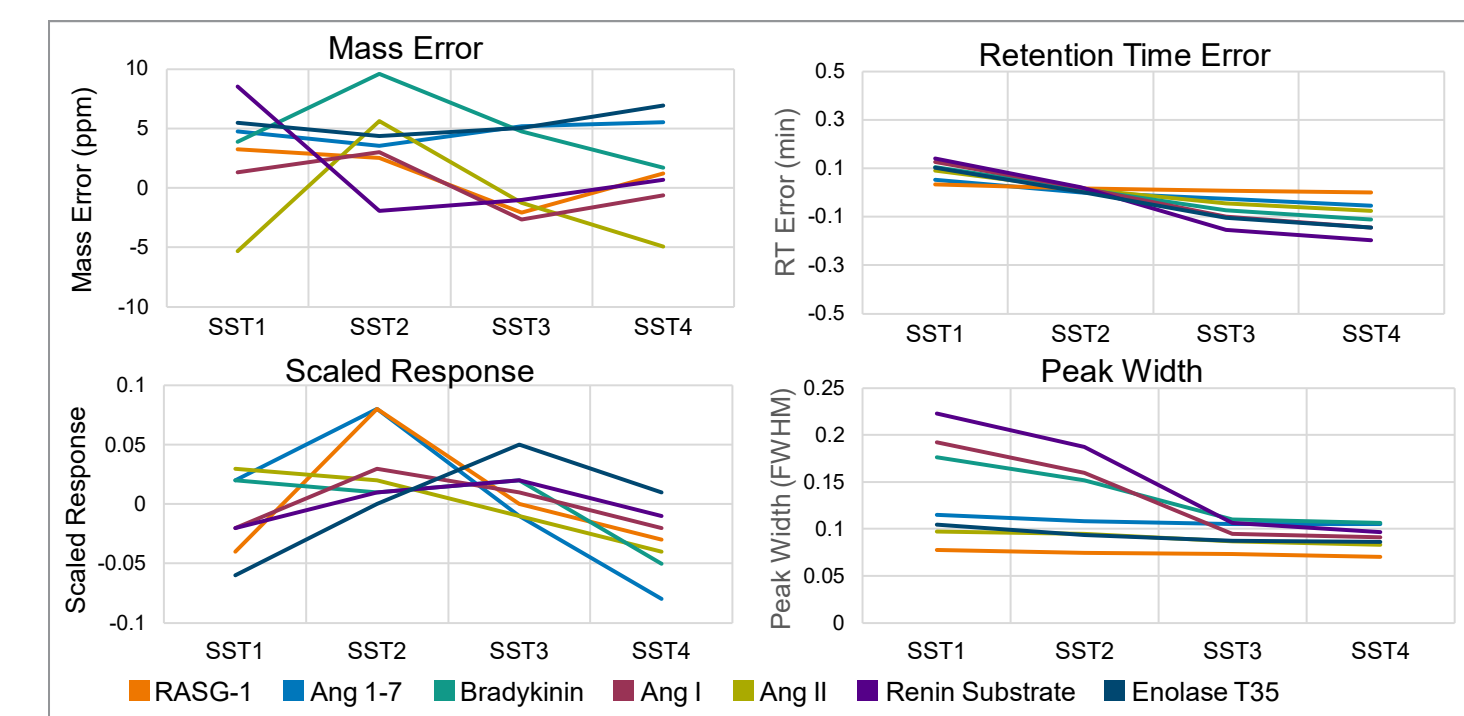 Mass Error
Mass Error (ppm)
10
5
0
-5
-10
SST1 SST2 SST3 SST4
Retention Time Error
RT Error (min)
0.5
0.3
0.1
-0.1
-0.3
-0.5
SST1 SST2 SST3 SST4
Scaled Response
Scaled Response
0.1
0.05
0
-0.05
-0.1
SST1 SST2 SST3 SST4
Peak Width
Peak Width (FWHM)
0.25
0.2
0.15
0.1
0.05
0
SST1 SST2 SST3 SST4
RASG-1 Ang 1-7 Bradykinin Ang I Ang II Renin Substrate Enolase T35